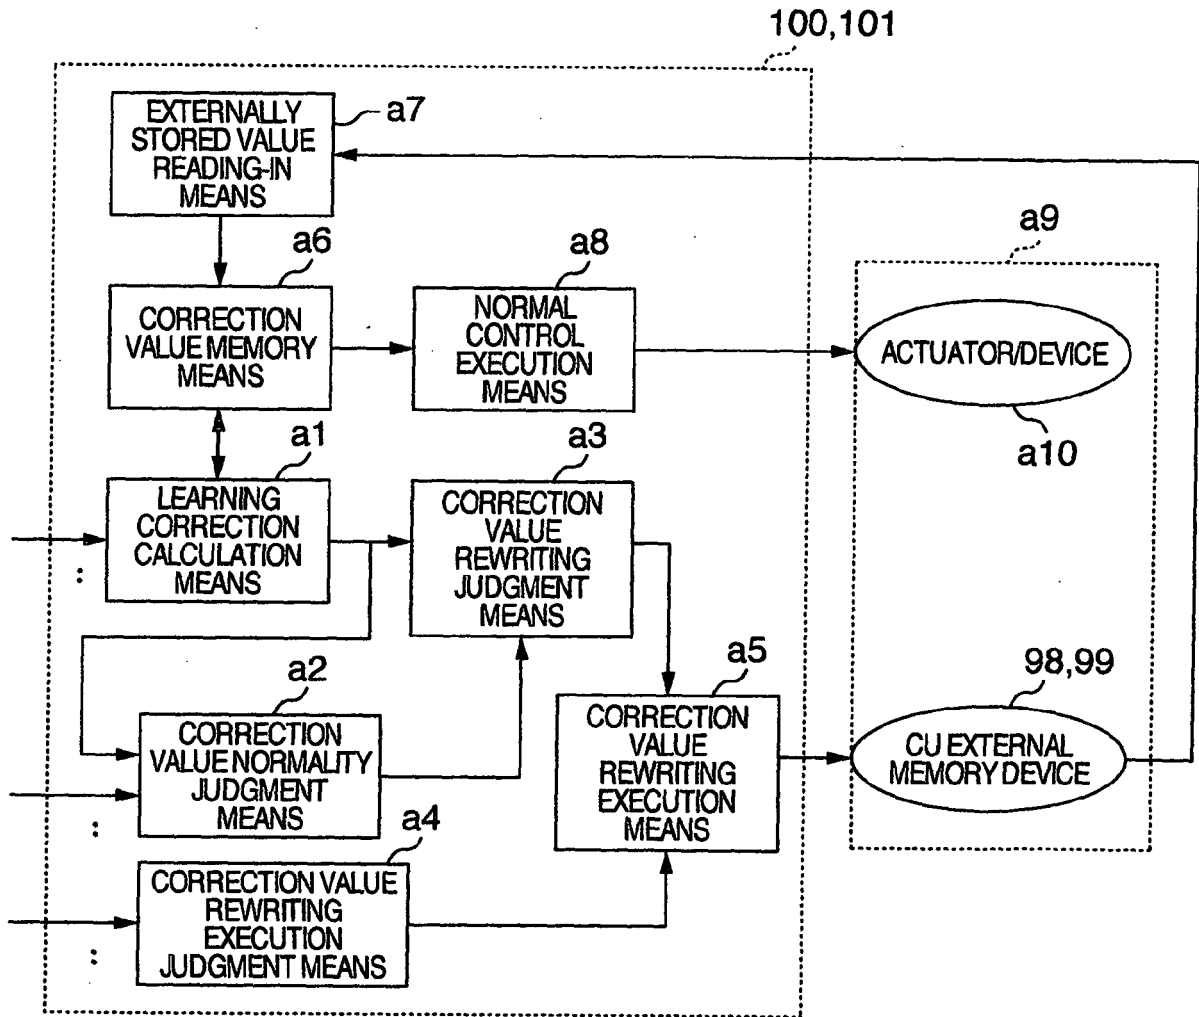 100,101
EXTERNALLY
STORED VALUE
READING-IN
MEANS
a7
a6
a8
a9
CORRECTION
VALUE MEMORY
MEANS
NORMAL
CONTROL
EXECUTION
MEANS
ACTUATOR/DEVICE
a10
a1
a3
LEARNING
CORRECTION
CALCULATION
MEANS
:
CORRECTION
VALUE
REWRITING
JUDGMENT
MEANS
a2
a5
98,99
CORRECTION
VALUE NORMALITY
JUDGMENT
MEANS
:
CORRECTION
VALUE
REWRITING
EXECUTION
MEANS
CU EXTERNAL
MEMORY DEVICE
a4
CORRECTION VALUE
REWRITING
EXECUTION
JUDGMENT MEANS
: